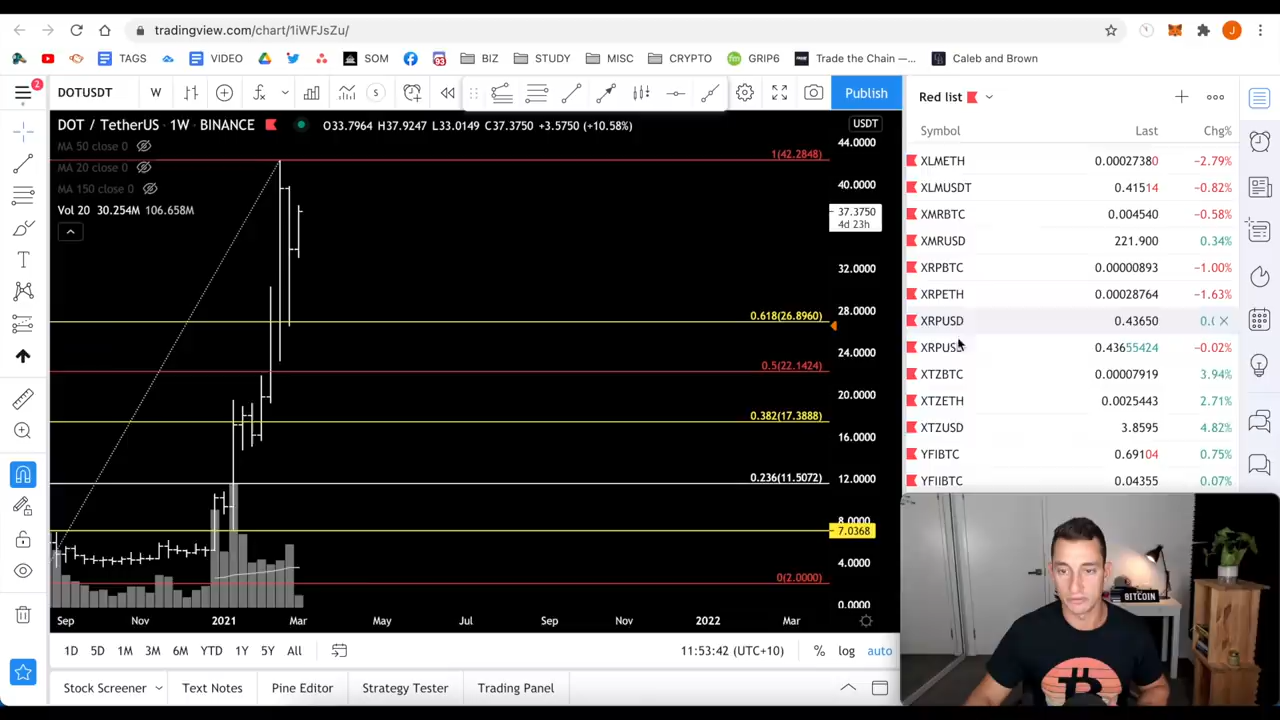 tradingview.com/chart/1iWFJsZu/
J
TAGS VIDEO SOM 93 BIZ STUDY MISC CRYPTO GRIP6 Trade the Chain —... Caleb and Brown
2
DOTUSDT W S Publish
Red list
DOT / TetherUS · 1W · BINANCE O33.7964 H37.9247 L33.0149 C37.3750 +3.5750 (+10.58%)
USDT
MA 50 close 0
MA 20 close 0
MA 150 close 0
Vol 20 30.254M 106.658M
1(42.2848)
0.618(26.8960)
0.5(22.1424)
0.382(17.3888)
0.236(11.5072)
0(2.0000)
44.0000
40.0000
37.3750
4d 23h
32.0000
28.0000
24.0000
20.0000
16.0000
12.0000
8.0000
7.0368
4.0000
0.0000
Sep Nov 2021 Mar May Jul Sep Nov 2022 Mar
1D 5D 1M 3M 6M YTD 1Y 5Y All 11:53:42 (UTC+10) % log auto
Stock Screener Text Notes Pine Editor Strategy Tester Trading Panel
Symbol Last Chg%
XLMETH 0.00027380 −2.79%
XLMUSDT 0.41514 −0.82%
XMRBTC 0.004540 −0.58%
XMRUSD 221.900 0.34%
XRPBTC 0.00000893 −1.00%
XRPETH 0.00028764 −1.63%
XRPUSD 0.43650
0.43655424 −0.02%
XTZBTC 0.00007919 3.94%
XTZETH 0.0025443 2.71%
XTZUSD 3.8595 4.82%
YFIBTC 0.69104 0.75%
YFIIBTC 0.04355 0.07%
BITCOIN